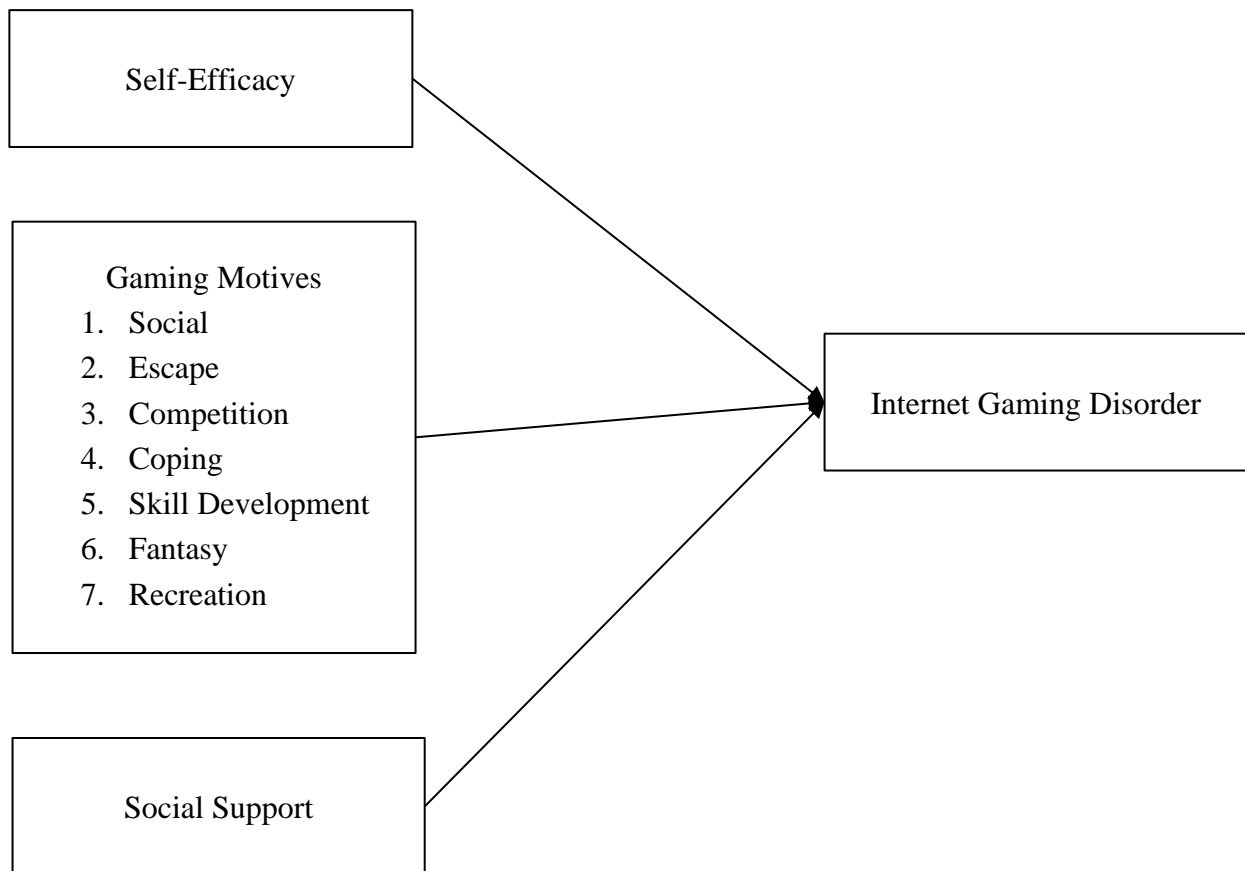 Self-Efficacy
Gaming Motives
1. Social
2. Escape
3. Competition
4. Coping
5. Skill Development
6. Fantasy
7. Recreation
Internet Gaming Disorder
Social Support